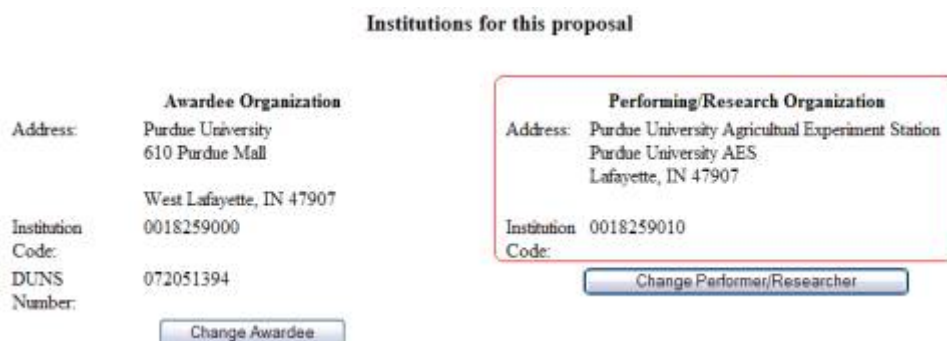 Institutions for this proposal
Awardee Organization
Address: Purdue University
610 Purdue Mall
West Lafayette, IN 47907
Institution Code: 0018259000
DUNS Number: 072051394
Change Awardee
Performing/Research Organization
Address: Purdue University Agricultual Experiment Station
Purdue University AES
Lafayette, IN 47907
Institution Code: 0018259010
Change Performer/Researcher